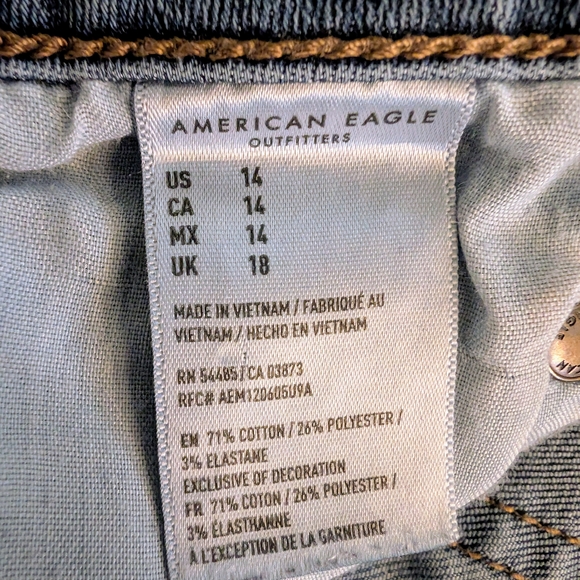 AMERICAN EAGLE
OUTFITTERS
US 14
CA 14
MX 14
UK 18
MADE IN VIETNAM / FABRIQUÉ AU
VIETNAM / HECHO EN VIETNAM
RN 54485 / CA 03873
RFC# AEM120605U9A
EN 71% COTTON / 26% POLYESTER /
3% ELASTANE
EXCLUSIVE OF DECORATION
FR 71% COTON / 26% POLYESTER /
3% ÉLASTHANNE
À L'EXCEPTION DE LA GARNITURE